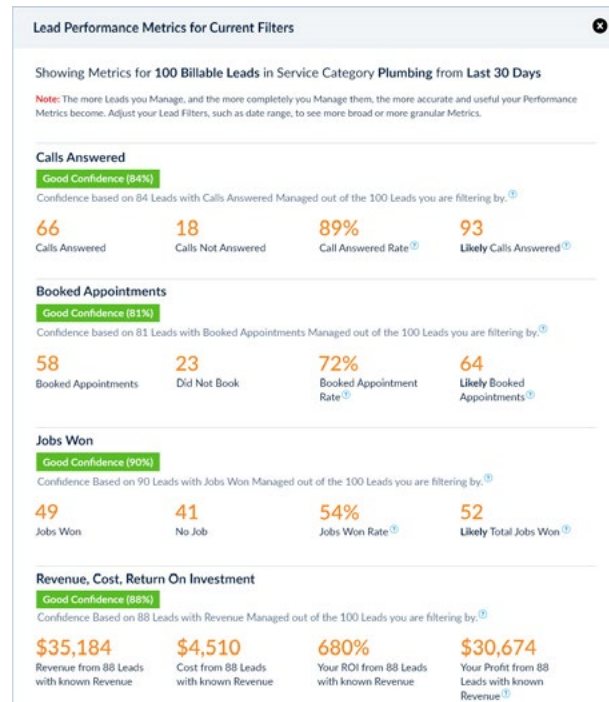 Lead Performance Metrics for Current Filters
Showing Metrics for 100 Billable Leads in Service Category Plumbing from Last 30 Days
Note: The more Leads you Manage, and the more completely you Manage them, the more accurate and useful your Performance
Metrics become. Adjust your Lead Filters, such as date range, to see more broad or more granular Metrics.
Calls Answered
Good Confidence (84%)
Confidence based on 84 Leads with Calls Answered Managed out of the 100 Leads you are filtering by. ?
66 18 89% 93
Calls Answered Calls Not Answered Call Answered Rate ? Likely Calls Answered ?
Booked Appointments
Good Confidence (81%)
Confidence based on 81 Leads with Booked Appointments Managed out of the 100 Leads you are filtering by. ?
58 23 72% 64
Booked Appointments Did Not Book Booked Appointment Likely Booked
Rate ? Appointments ?
Jobs Won
Good Confidence (90%)
Confidence Based on 90 Leads with Jobs Won Managed out of the 100 Leads you are filtering by. ?
49 41 54% 52
Jobs Won No Job Jobs Won Rate ? Likely Total Jobs Won ?
Revenue, Cost, Return On Investment
Good Confidence (88%)
Confidence Based on 88 Leads with Revenue Managed out of the 100 Leads you are filtering by. ?
$35,184 $4,510 680% $30,674
Revenue from 88 Leads Cost from 88 Leads Your ROI from 88 Leads Your Profit from 88
with known Revenue with known Revenue with known Revenue Leads with known
Revenue ?